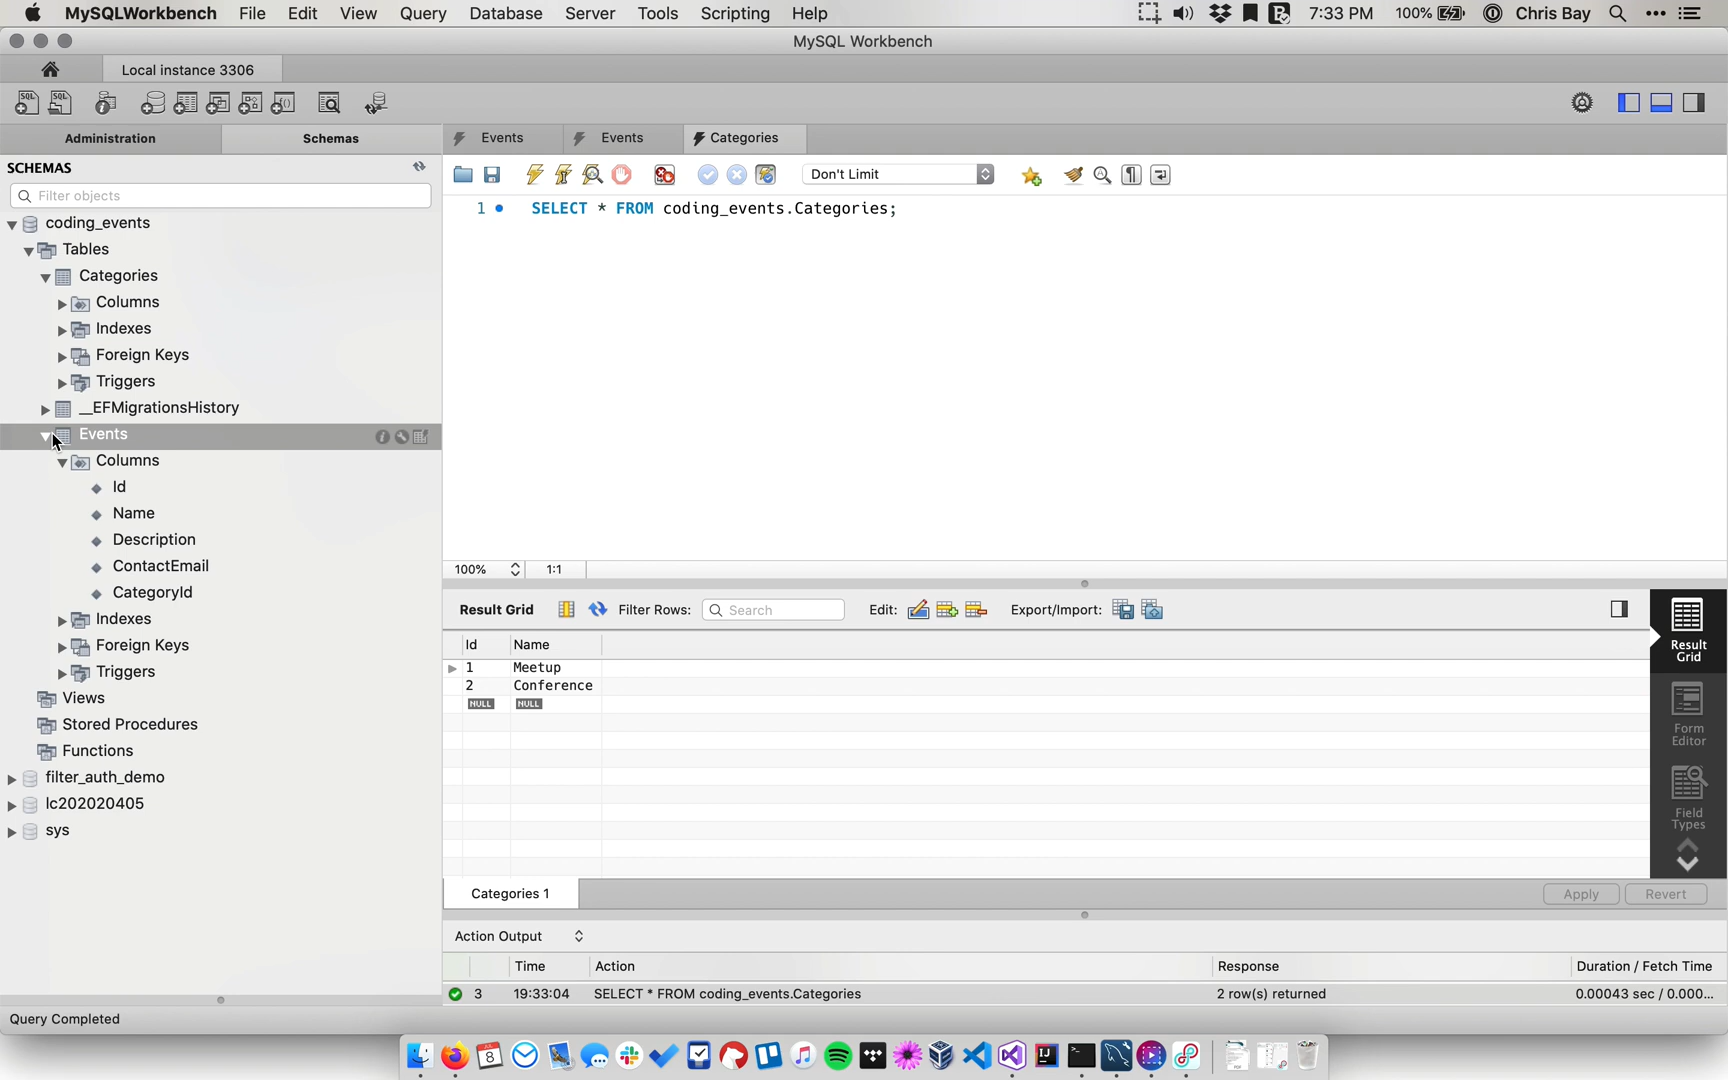 MySQLWorkbench File Edit View Query Database Server Tools Scripting Help 7:33 PM 100% Chris Bay
MySQL Workbench
Local instance 3306
Administration Schemas Events Events Categories
SCHEMAS
Filter objects
Don't Limit
1 SELECT * FROM coding_events.Categories;
coding_events
Tables
Categories
Columns
Indexes
Foreign Keys
Triggers
__EFMigrationsHistory
Events
Columns
Id
Name
Description
ContactEmail
CategoryId
Indexes
Foreign Keys
Triggers
Views
Stored Procedures
Functions
filter_auth_demo
lc202020405
sys
100% 1:1
Result Grid Filter Rows: Search Edit: Export/Import:
Id Name
1 Meetup
2 Conference
NULL NULL
Result
Grid
Form
Editor
Field
Types
Categories 1 Apply Revert
Action Output
Time Action Response Duration / Fetch Time
3 19:33:04 SELECT * FROM coding_events.Categories 2 row(s) returned 0.00043 sec / 0.000...
Query Completed